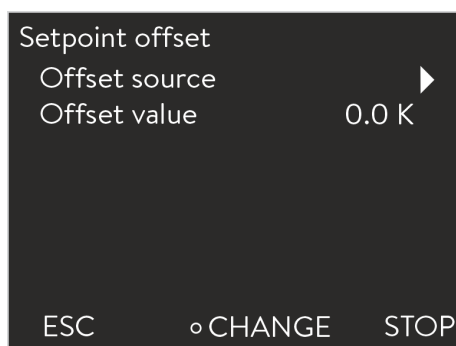 Setpoint offset
Offset source
Offset value 0.0 K
ESC CHANGE STOP